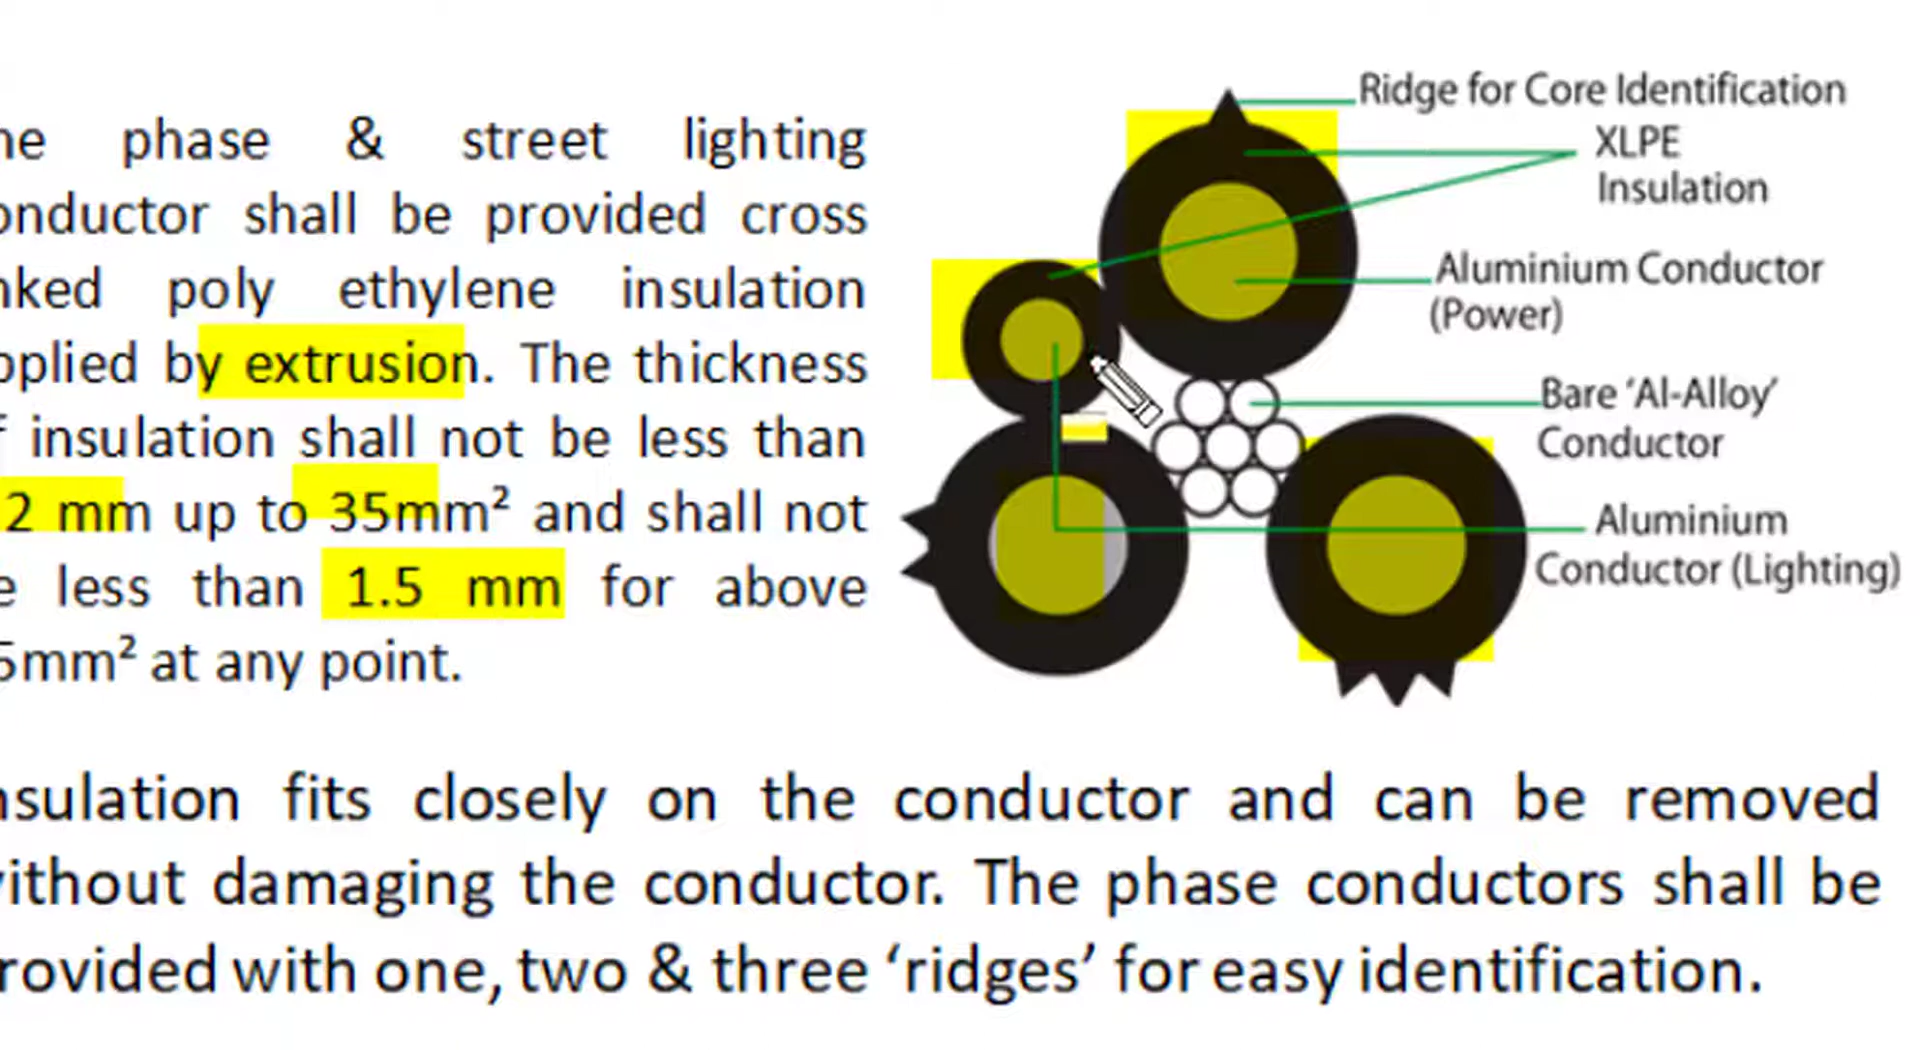 ne phase & street lighting
onductor shall be provided cross
nked poly ethylene insulation
pplied by extrusion. The thickness
f insulation shall not be less than
2 mm up to 35mm² and shall not
e less than 1.5 mm for above
5mm² at any point.
Ridge for Core Identification
XLPE
Insulation
Aluminium Conductor
(Power)
Bare ‘Al-Alloy’
Conductor
Aluminium
Conductor (Lighting)
nsulation fits closely on the conductor and can be removed
ithout damaging the conductor. The phase conductors shall be
rovided with one, two & three ‘ridges’ for easy identification.